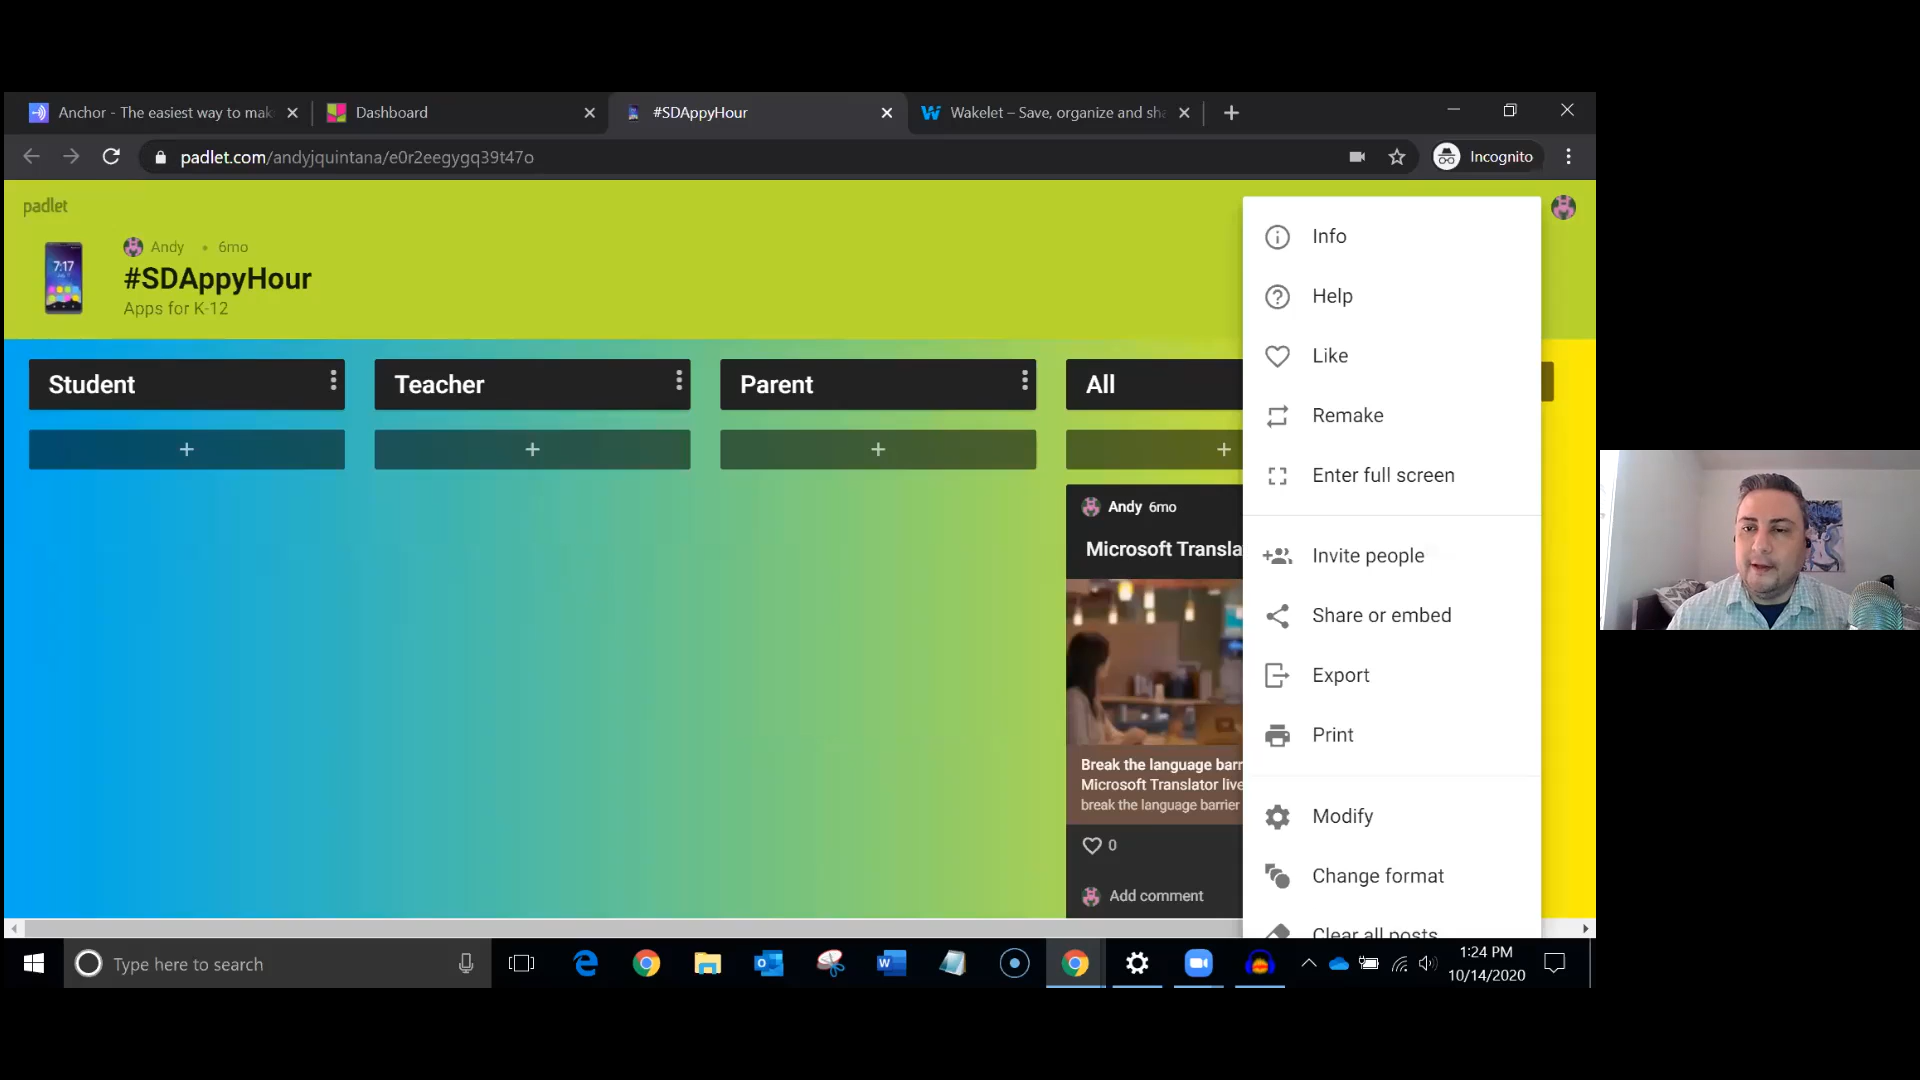 Anchor - The easiest way to mak
Dashboard
#SDAppyHour
Wakelet – Save, organize and sha
padlet.com/andyjquintana/e0r2eegygq39t47o
Incognito
padlet
Andy • 6mo
7:17
#SDAppyHour
Apps for K-12
Student
Teacher
Parent
All
Andy 6mo
Microsoft Transla
Break the language barr
Microsoft Translator live
break the language barrier
0
Add comment
Info
Help
Like
Remake
Enter full screen
Invite people
Share or embed
Export
Print
Modify
Change format
Clear all posts
Type here to search
1:24 PM
10/14/2020